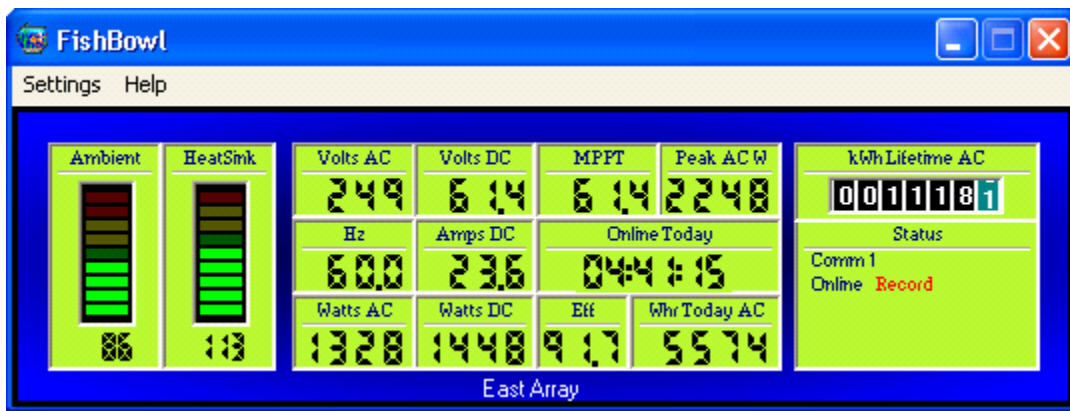 FishBowl
Settings Help
Ambient HeatSink Volts AC Volts DC MPPT Peak AC W kWh Lifetime AC
249 61.4 61.4 2248 0011181
Hz Amps DC Online Today Status
60.0 23.6 04:41:15 Comm 1
Online Record
Watts AC Watts DC Eff Whr Today AC
86 113 1328 1448 91.7 5574
East Array